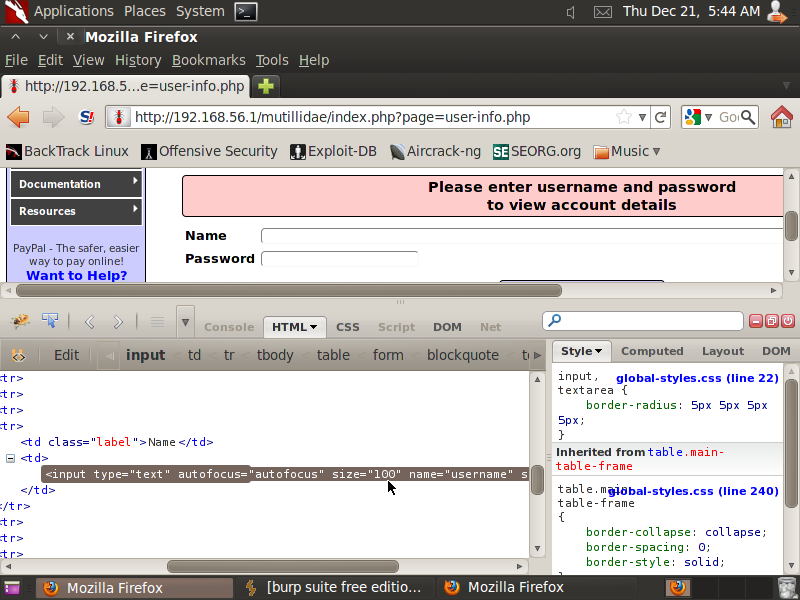 Applications Places System Thu Dec 21, 5:44 AM
Mozilla Firefox
File Edit View History Bookmarks Tools Help
http://192.168.5...e=user-info.php
http://192.168.56.1/mutillidae/index.php?page=user-info.php
BackTrack Linux Offensive Security Exploit-DB Aircrack-ng SEORG.org Music
Documentation
Resources
PayPal - The safer, easier
way to pay online!
Want to Help?
Please enter username and password
to view account details
Name
Password
Console HTML CSS Script DOM Net
Edit input td tr tbody table form blockquote
Style Computed Layout DOM
tr>
tr>
tr>
tr>
<td class="label">Name</td>
<td>
<input type="text" autofocus="autofocus" size="100" name="username" s
</td>
/tr>
tr>
tr>
tr>
input, global-styles.css (line 22)
textarea {
border-radius: 5px 5px 5px
5px;
}
Inherited from table.main-
table-frame
table.main global-styles.css (line 240)
table-frame
{
border-collapse: collapse;
border-spacing: 0;
border-style: solid;
Mozilla Firefox [burp suite free editio... Mozilla Firefox